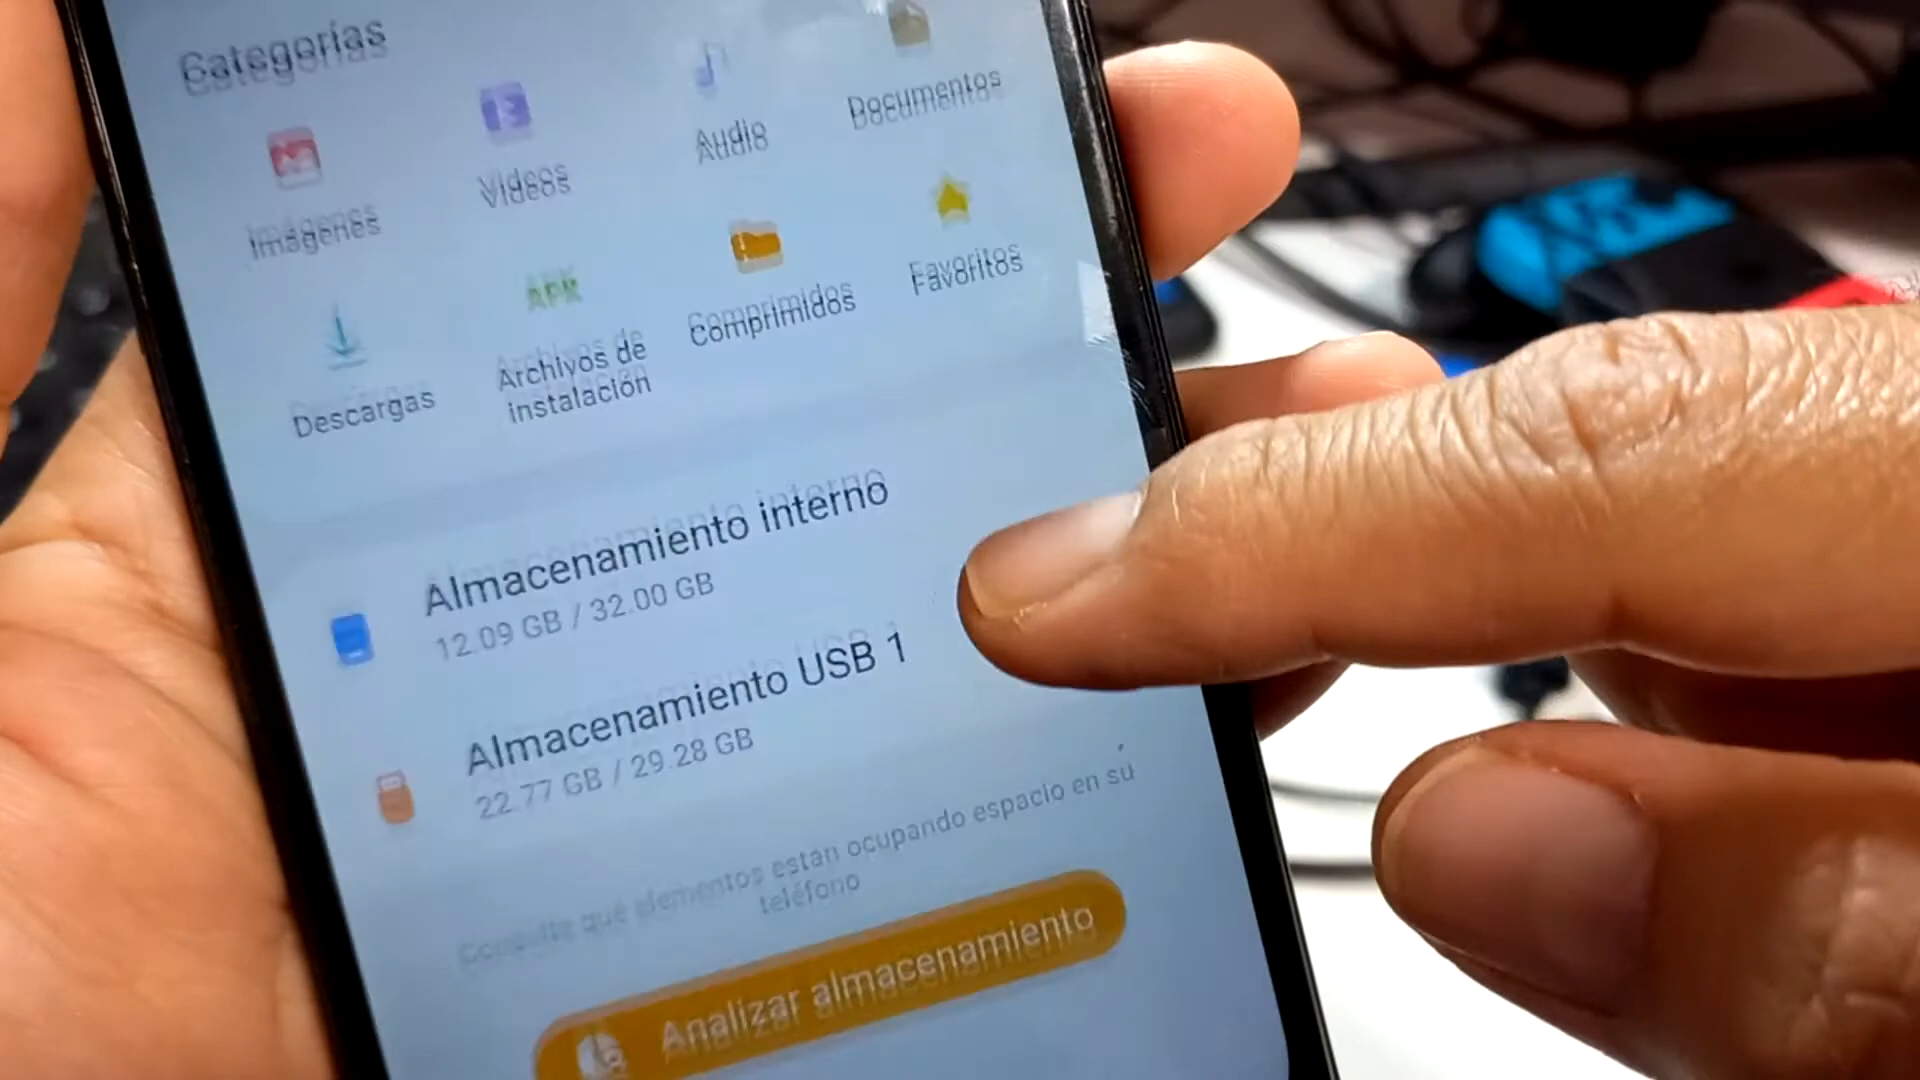 Categorías
Imágenes
Videos
Audio
Documentos
Descargas
APK
Archivos de
instalación
Comprimidos
Favoritos
Almacenamiento interno
12.09 GB / 32.00 GB
Almacenamiento USB 1
22.77 GB / 29.28 GB
Consulte qué elementos están ocupando espacio en su
teléfono
Analizar almacenamiento